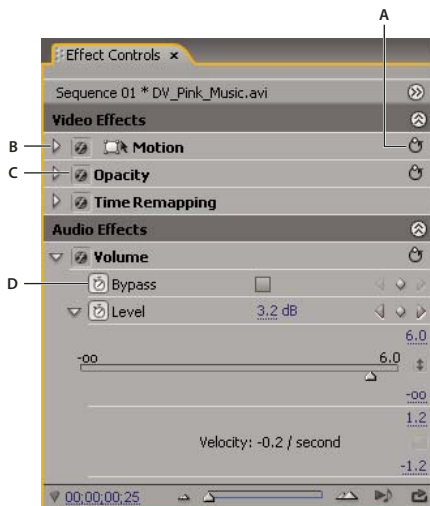 A
Effect Controls ×
Sequence 01 * DV_Pink_Music.avi
Video Effects
B
Motion
C
Opacity
Time Remapping
Audio Effects
Volume
D
Bypass
Level 3.2 dB
6.0
-oo 6.0
-oo
1.2
Velocity: -0.2 / second
-1.2
00;00;00;25